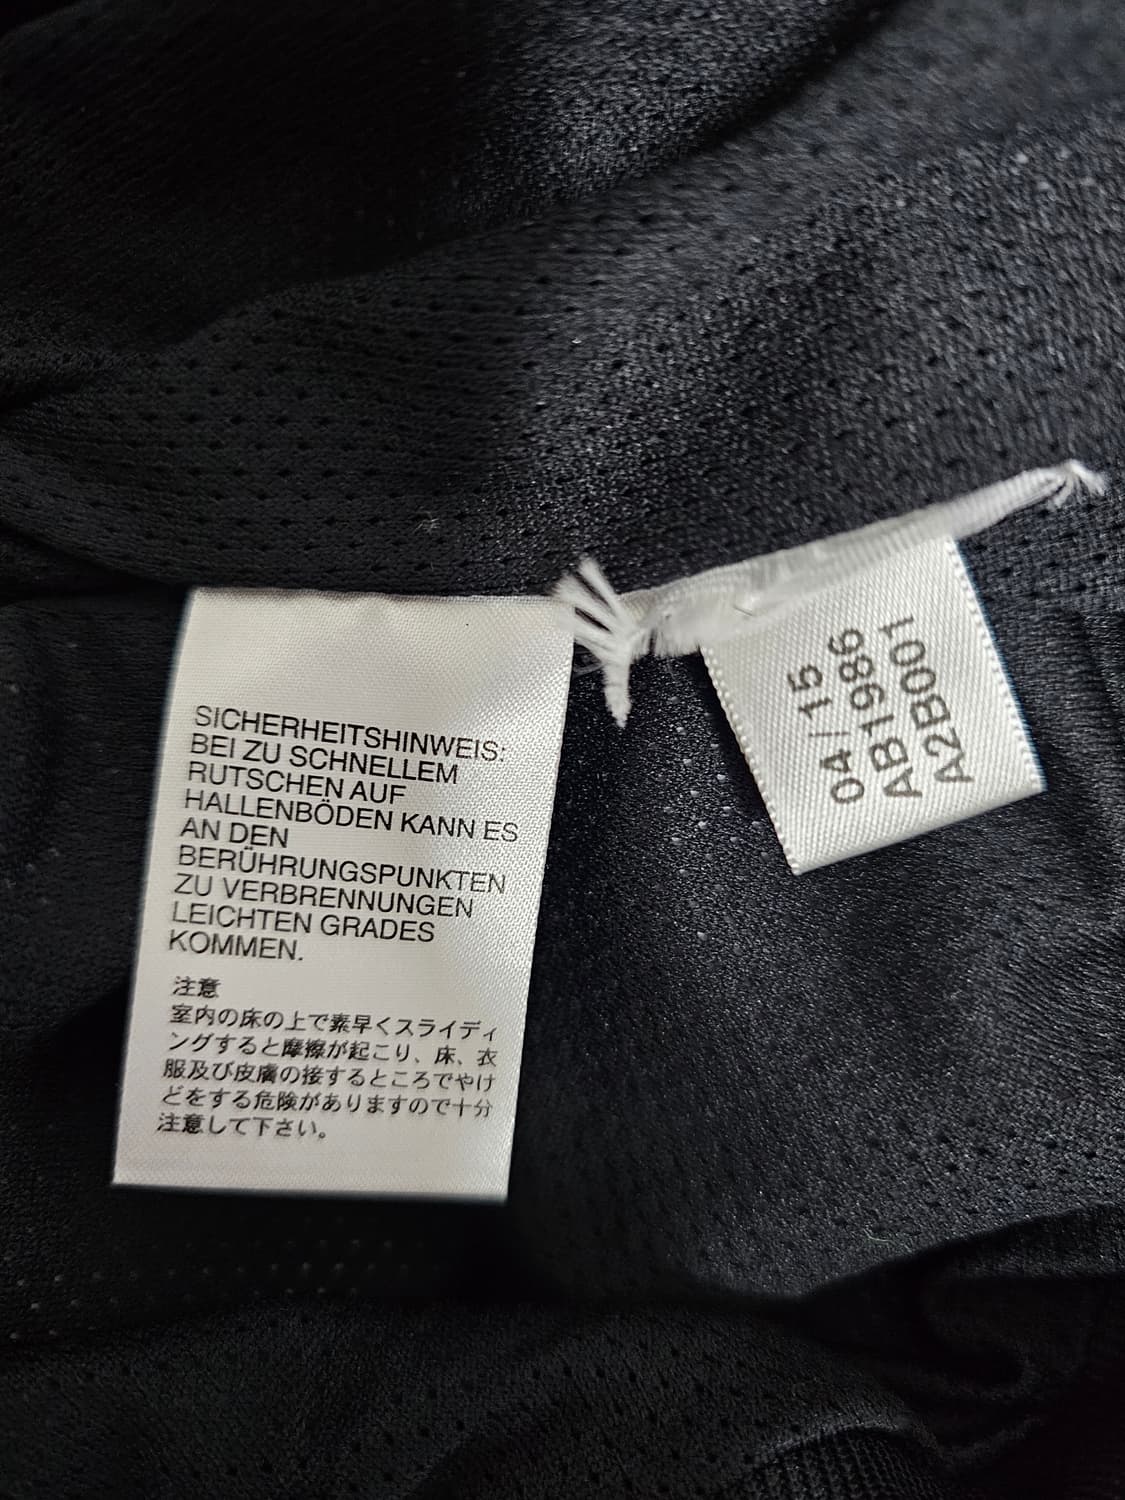 SICHERHEITSHINWEIS:
BEI ZU SCHNELLEM
RUTSCHEN AUF
HALLENBÖDEN KANN ES
AN DEN
BERÜHRUNGSPUNKTEN
ZU VERBRENNUNGEN
LEICHTEN GRADES
KOMMEN.
注意
室内の床の上で素早くスライディ
ングすると摩擦が起こり、床、衣
服及び皮膚の接するところでやけ
どをする危険がありますので十分
注意して下さい。
04/15
AB1986
A2B001